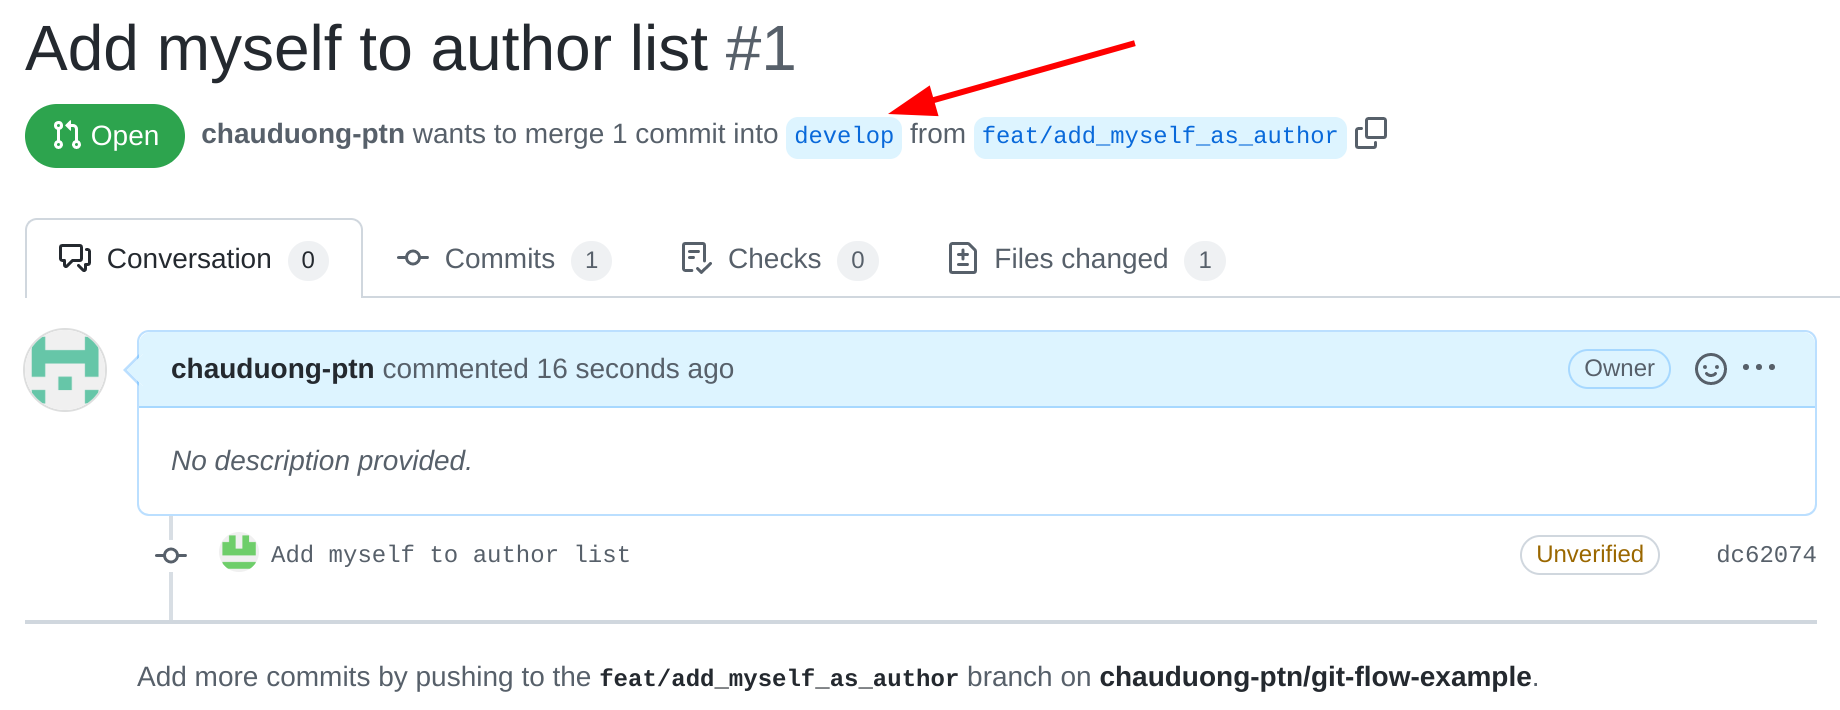 Add myself to author list #1
Open chauduong-ptn wants to merge 1 commit into develop from feat/add_myself_as_author
Conversation 0 Commits 1 Checks 0 Files changed 1
chauduong-ptn commented 16 seconds ago Owner
No description provided.
Add myself to author list Unverified dc62074
Add more commits by pushing to the feat/add_myself_as_author branch on chauduong-ptn/git-flow-example.